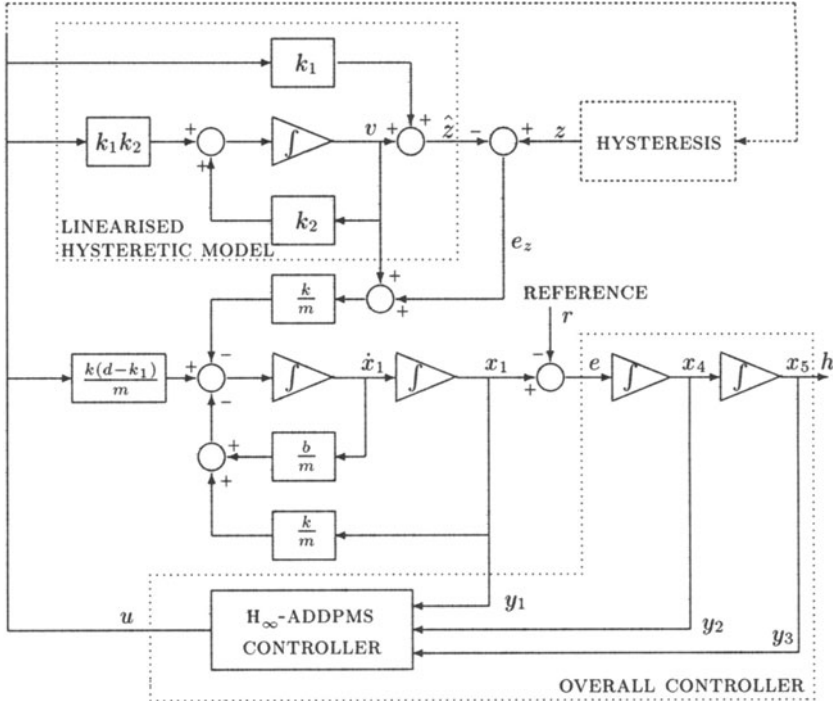 k₁
+
k₁k₂
+
+
∫
v
+
+
ẑ
−
+
z
HYSTERESIS
k₂
LINEARISED
HYSTERETIC MODEL
e_z
k/m
+
+
REFERENCE
r
k(d−k₁)/m
+
−
−
∫
ẋ₁
∫
x₁
−
+
e
∫
x₄
∫
x₅
h
+
+
b/m
k/m
u
H∞-ADDPMS
CONTROLLER
y₁
y₂
y₃
OVERALL CONTROLLER